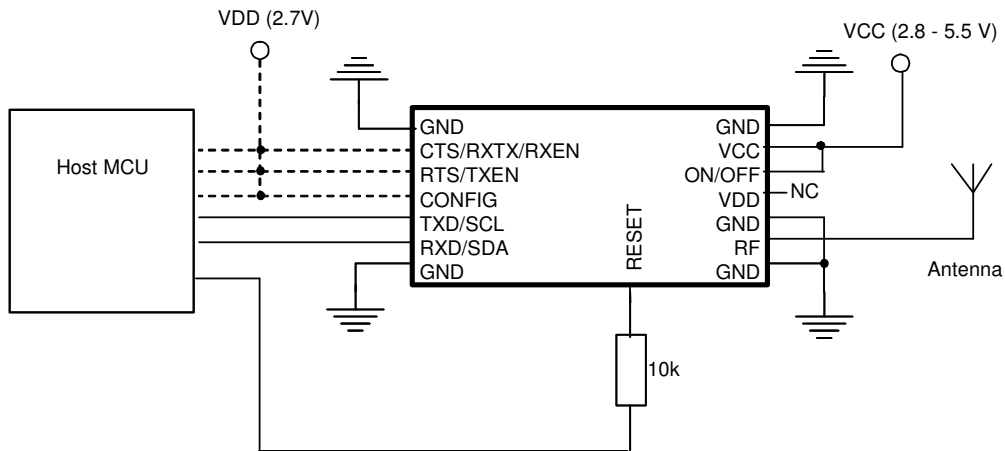 VDD (2.7V)
VCC (2.8 - 5.5 V)
Host MCU
GND
CTS/RXTX/RXEN
RTS/TXEN
CONFIG
TXD/SCL
RXD/SDA
GND
RESET
GND
VCC
ON/OFF
VDD
NC
GND
RF
GND
Antenna
10k